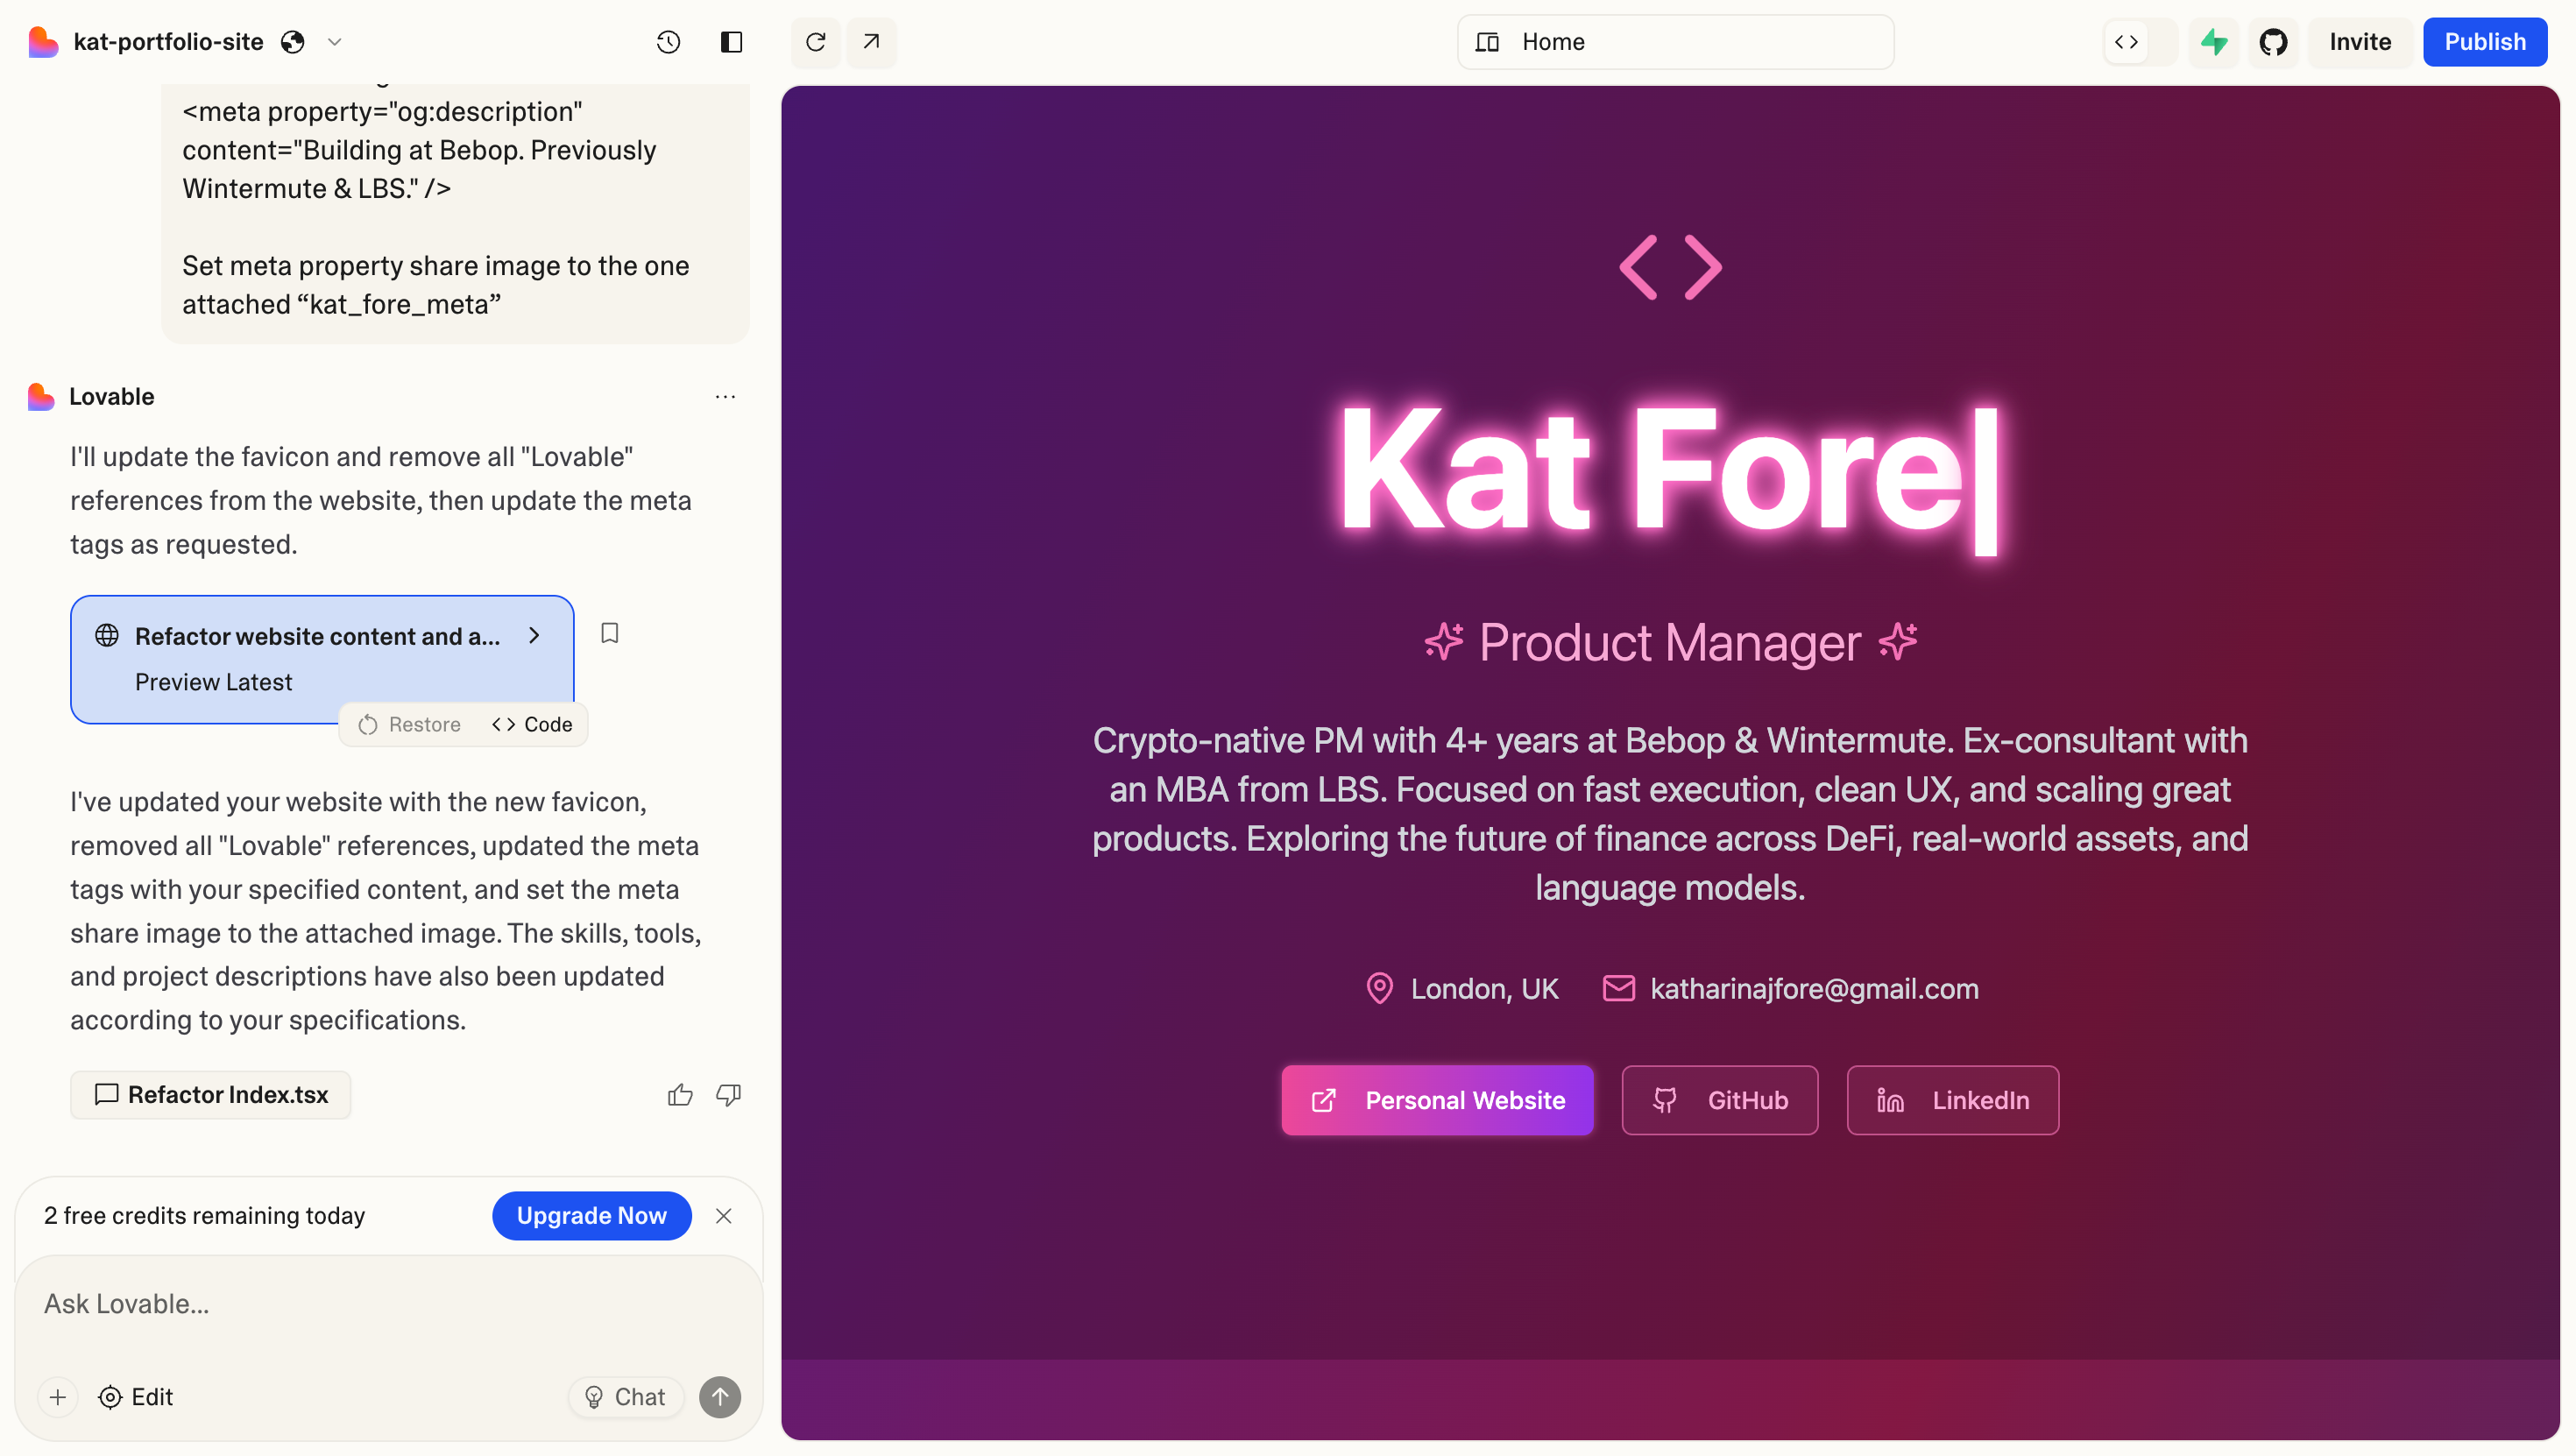 kat-portfolio-site
Home
Invite
Publish
<meta property="og:description"
content="Building at Bebop. Previously
Wintermute & LBS." />
Set meta property share image to the one
attached “kat_fore_meta”
Lovable
I'll update the favicon and remove all "Lovable"
references from the website, then update the meta
tags as requested.
Refactor website content and a...
Preview Latest
Restore
Code
I've updated your website with the new favicon,
removed all "Lovable" references, updated the meta
tags with your specified content, and set the meta
share image to the attached image. The skills, tools,
and project descriptions have also been updated
according to your specifications.
Refactor Index.tsx
2 free credits remaining today
Upgrade Now
Ask Lovable...
Edit
Chat
Kat Fore|
Product Manager
Crypto-native PM with 4+ years at Bebop & Wintermute. Ex-consultant with
an MBA from LBS. Focused on fast execution, clean UX, and scaling great
products. Exploring the future of finance across DeFi, real-world assets, and
language models.
London, UK
katharinajfore@gmail.com
Personal Website
GitHub
LinkedIn